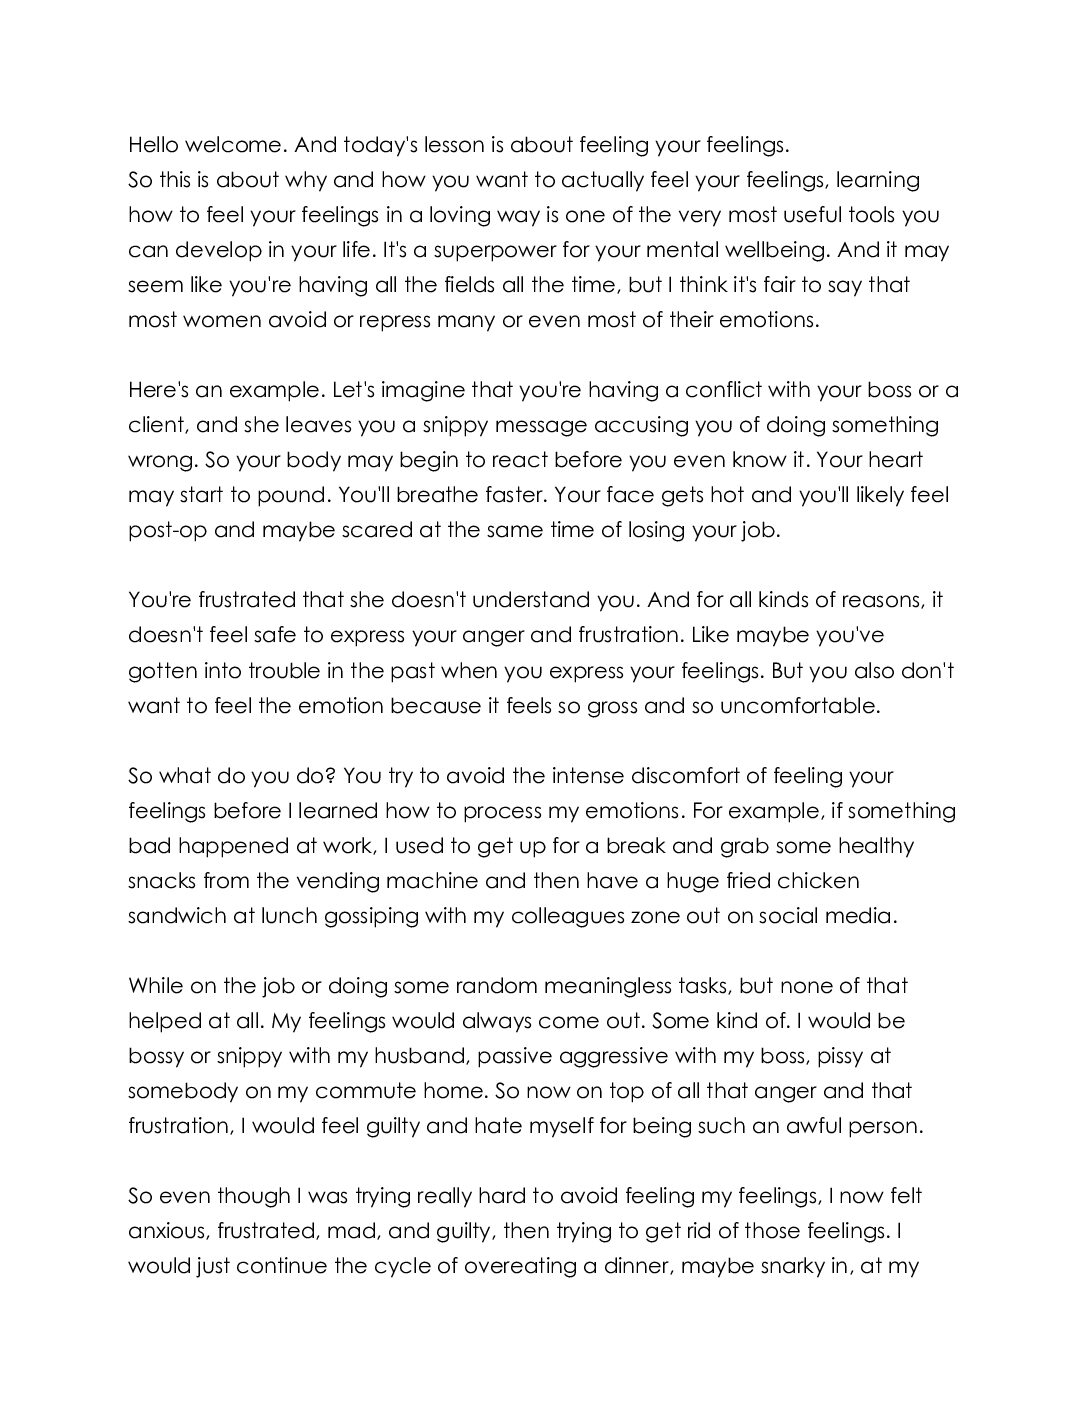 Hello welcome. And today's lesson is about feeling your feelings.
So this is about why and how you want to actually feel your feelings, learning
how to feel your feelings in a loving way is one of the very most useful tools you
can develop in your life. It's a superpower for your mental wellbeing. And it may
seem like you're having all the fields all the time, but I think it's fair to say that
most women avoid or repress many or even most of their emotions.
Here's an example. Let's imagine that you're having a conflict with your boss or a
client, and she leaves you a snippy message accusing you of doing something
wrong. So your body may begin to react before you even know it. Your heart
may start to pound. You'll breathe faster. Your face gets hot and you'll likely feel
post-op and maybe scared at the same time of losing your job.
You're frustrated that she doesn't understand you. And for all kinds of reasons, it
doesn't feel safe to express your anger and frustration. Like maybe you've
gotten into trouble in the past when you express your feelings. But you also don't
want to feel the emotion because it feels so gross and so uncomfortable.
So what do you do? You try to avoid the intense discomfort of feeling your
feelings before I learned how to process my emotions. For example, if something
bad happened at work, I used to get up for a break and grab some healthy
snacks from the vending machine and then have a huge fried chicken
sandwich at lunch gossiping with my colleagues zone out on social media.
While on the job or doing some random meaningless tasks, but none of that
helped at all. My feelings would always come out. Some kind of. I would be
bossy or snippy with my husband, passive aggressive with my boss, pissy at
somebody on my commute home. So now on top of all that anger and that
frustration, I would feel guilty and hate myself for being such an awful person.
So even though I was trying really hard to avoid feeling my feelings, I now felt
anxious, frustrated, mad, and guilty, then trying to get rid of those feelings. I
would just continue the cycle of overeating a dinner, maybe snarky in, at my